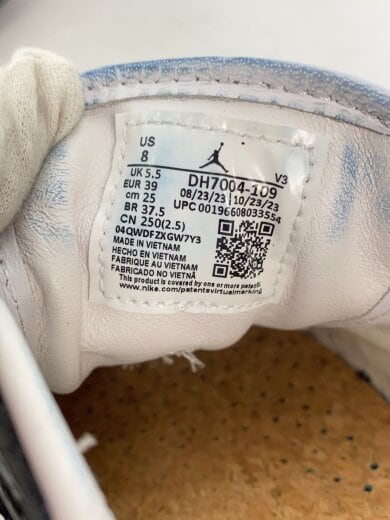 US
8
V3
UK 5.5
EUR 39
cm 25
BR 37.5
CN 250(2.5)
DH7004-109
08/23/23 10/23/23
UPC 00196608033554
04QWDFZXGW7Y3
MADE IN VIETNAM
HECHO EN VIETNAM
FABRIQUE AU VIETNAM
FABRICADO NO VIETNÃ
This product is covered by one or more patents.
www.nike.com/patentsvirtualmarking